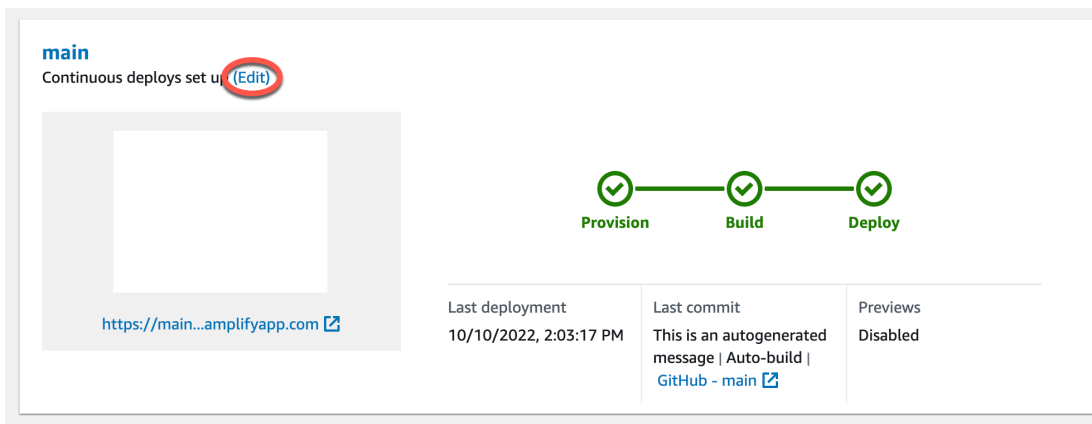 main
Continuous deploys set up (Edit)
Provision
Build
Deploy
https://main...amplifyapp.com
Last deployment
10/10/2022, 2:03:17 PM
Last commit
This is an autogenerated
message | Auto-build |
GitHub - main
Previews
Disabled